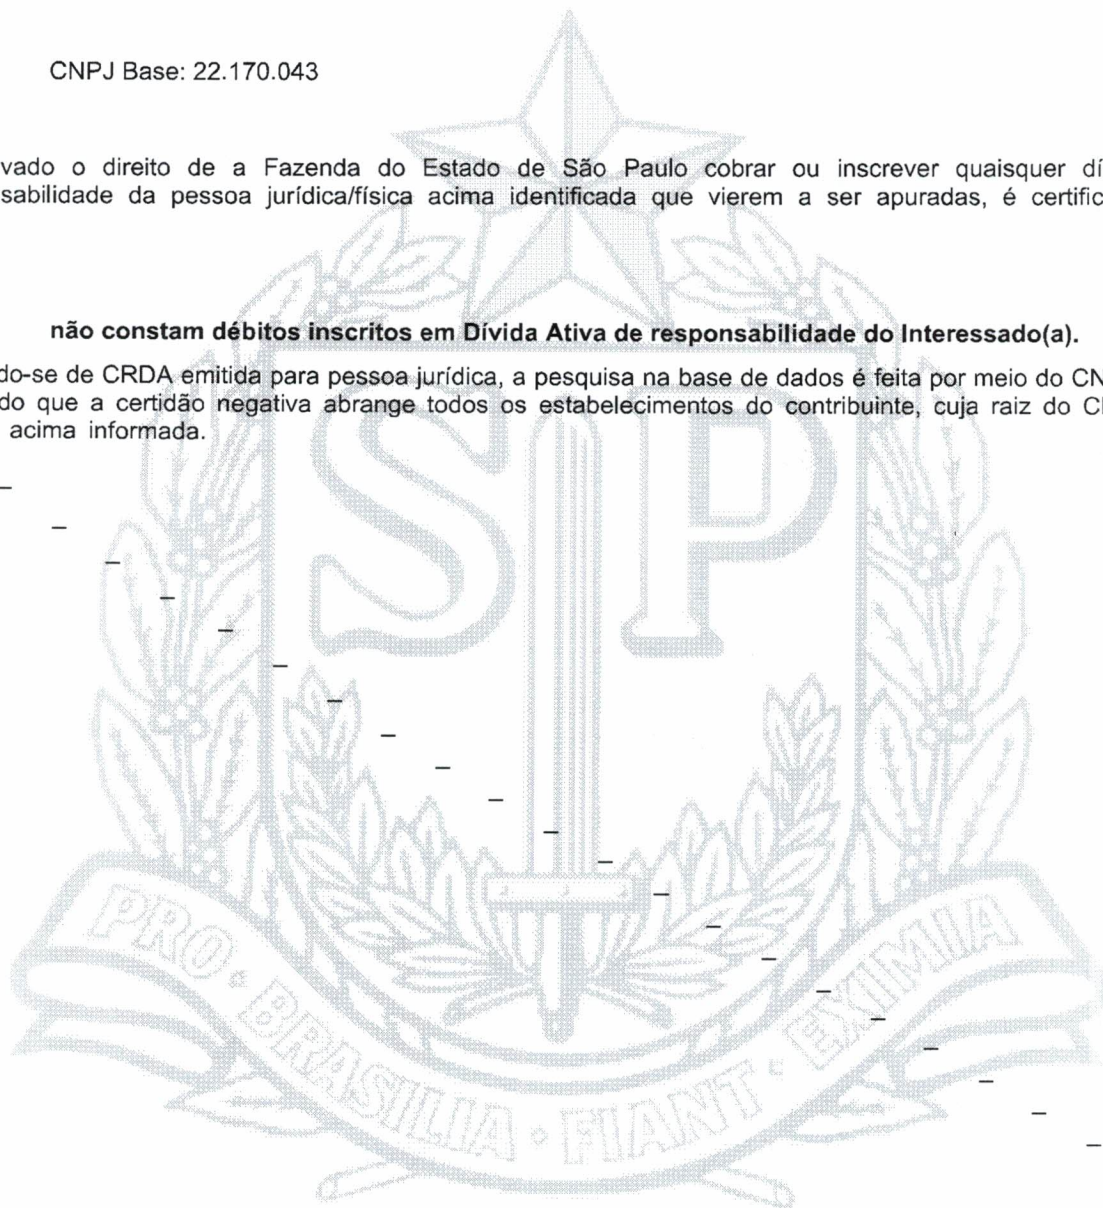 CNPJ Base: 22.170.043
vado o direito de a Fazenda do Estado de São Paulo cobrar ou inscrever quaisquer dí
sabilidade da pessoa jurídica/física acima identificada que vierem a ser apuradas, é certific
não constam débitos inscritos em Dívida Ativa de responsabilidade do Interessado(a).
do-se de CRDA emitida para pessoa jurídica, a pesquisa na base de dados é feita por meio do CN
do que a certidão negativa abrange todos os estabelecimentos do contribuinte, cuja raiz do C
acima informada.
SP
PRO · BRASILIA · FIANT · EXIMIA